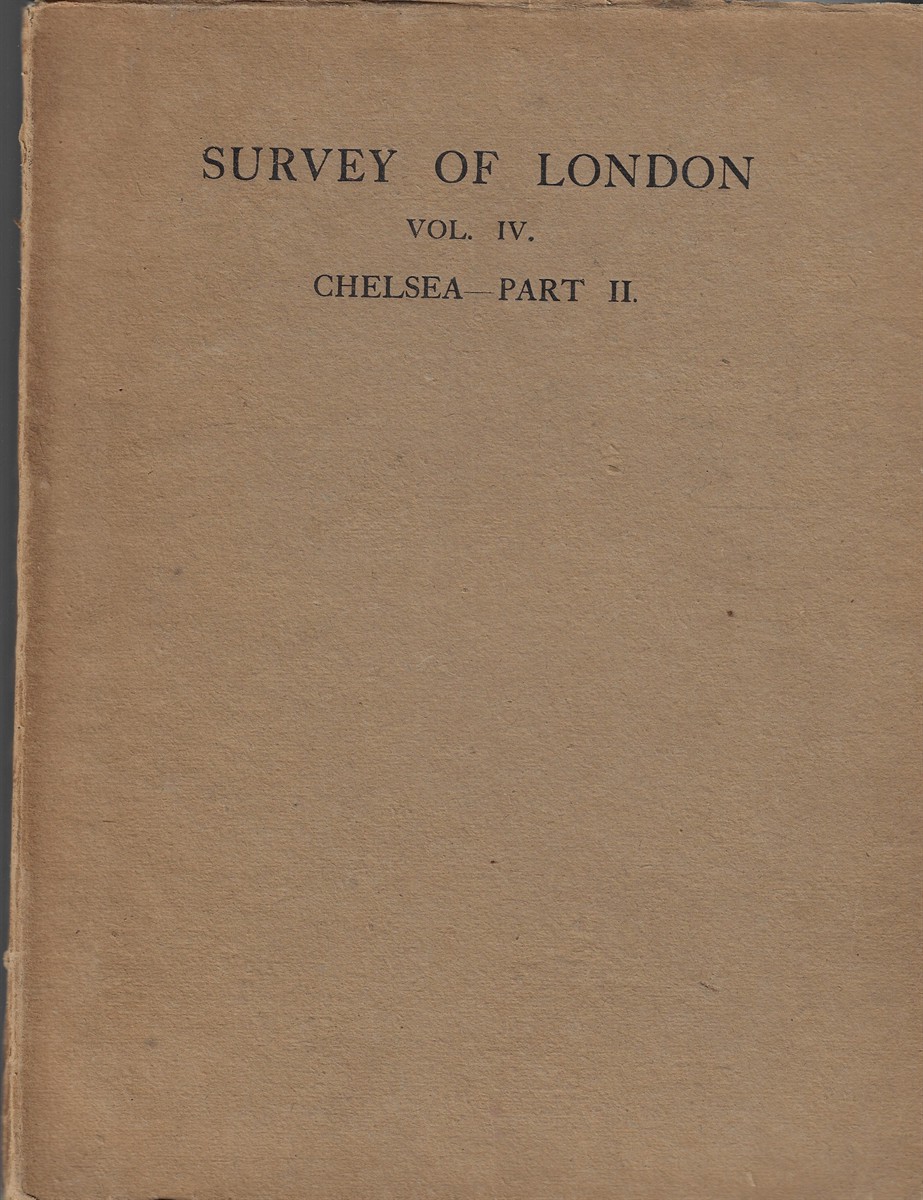 SURVEY OF LONDON
VOL. IV.
CHELSEA—PART II.